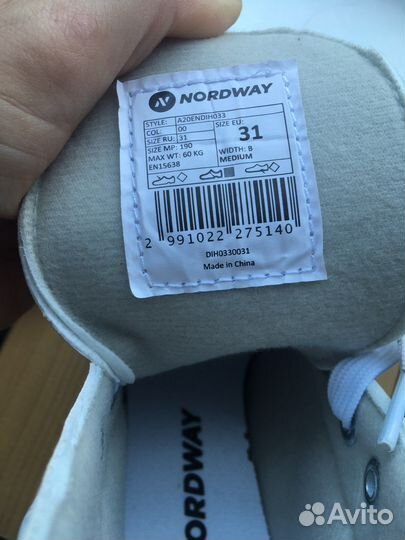 NORDWAY
STYLE: A20ENDIH033
COL: 00
SIZE RU: 31
SIZE MP: 190
MAX WT: 60 KG
EN15638
SIZE EU:
31
WIDTH: B
MEDIUM
2 991022 275140
DIH0330031
Made in China
NORDWAY
Avito